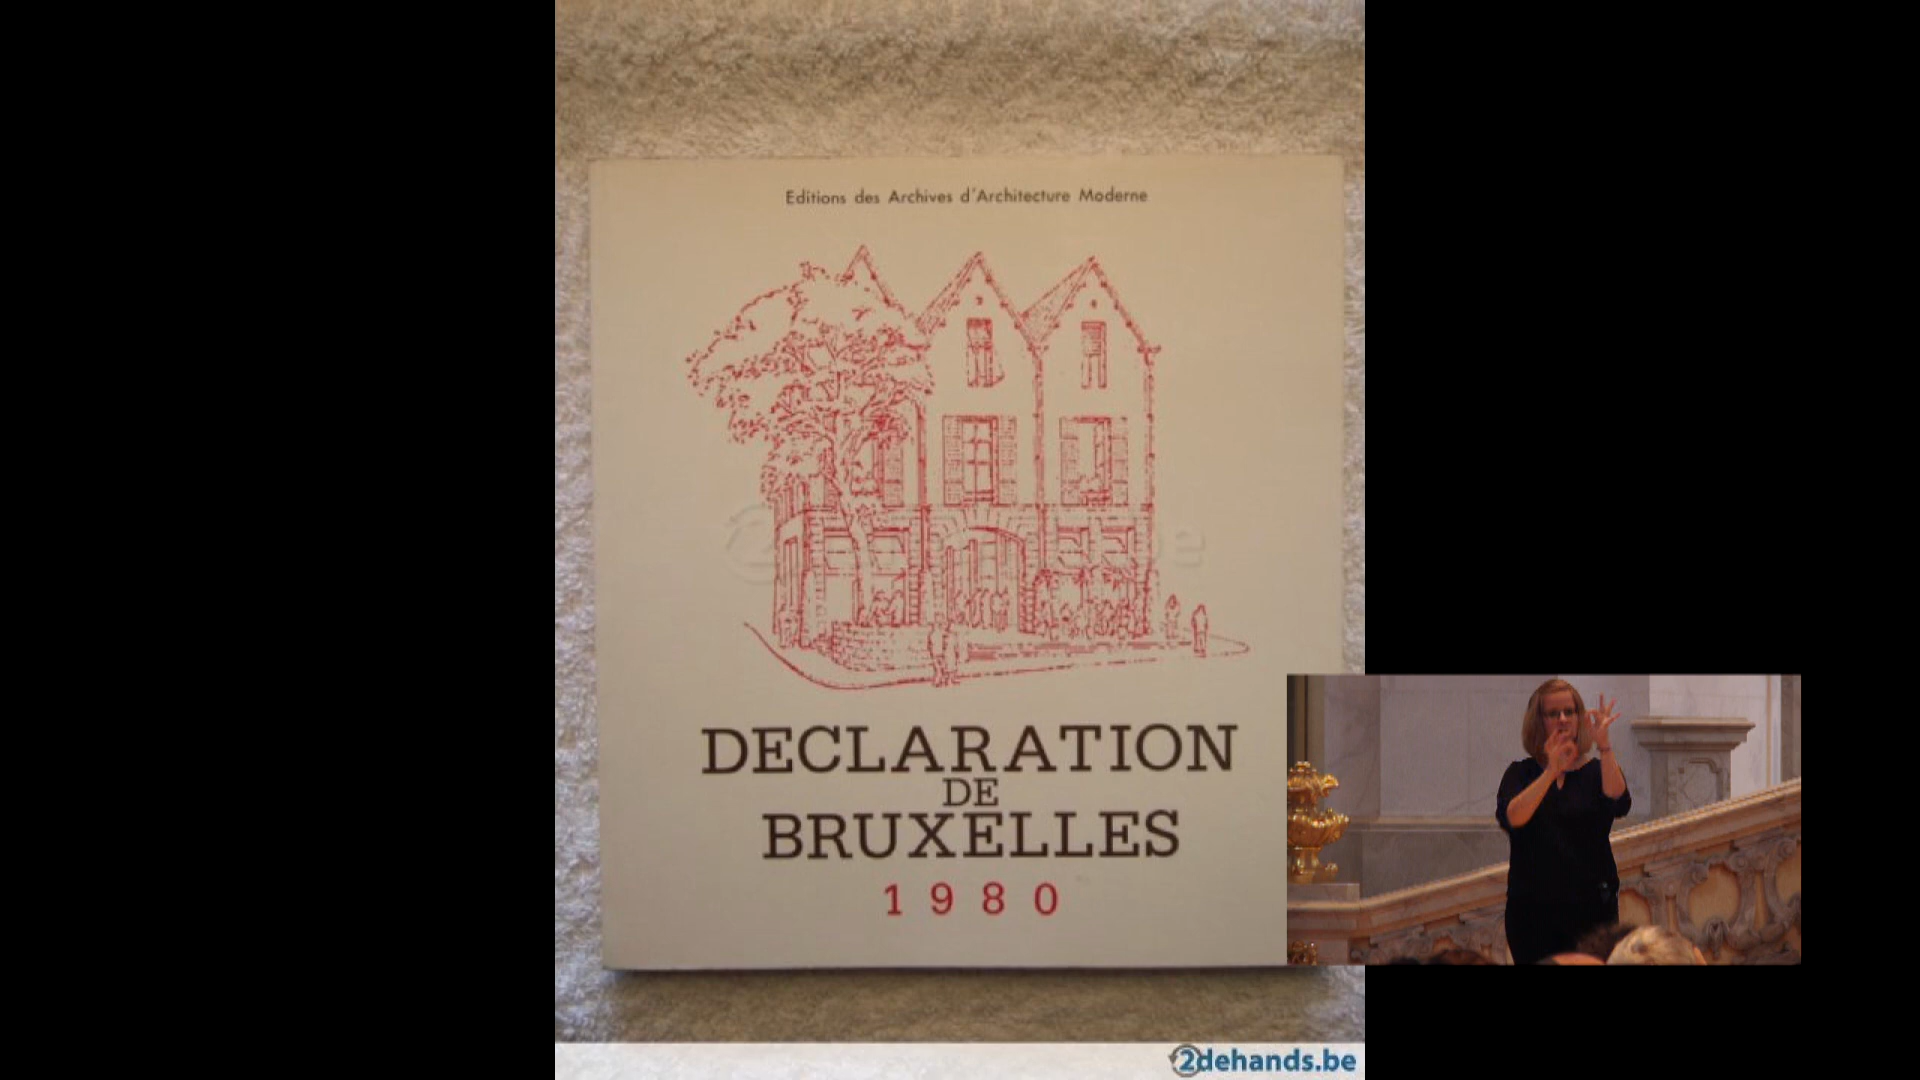 Editions des Archives d'Architecture Moderne
DECLARATION
DE
BRUXELLES
1980
2dehands.be